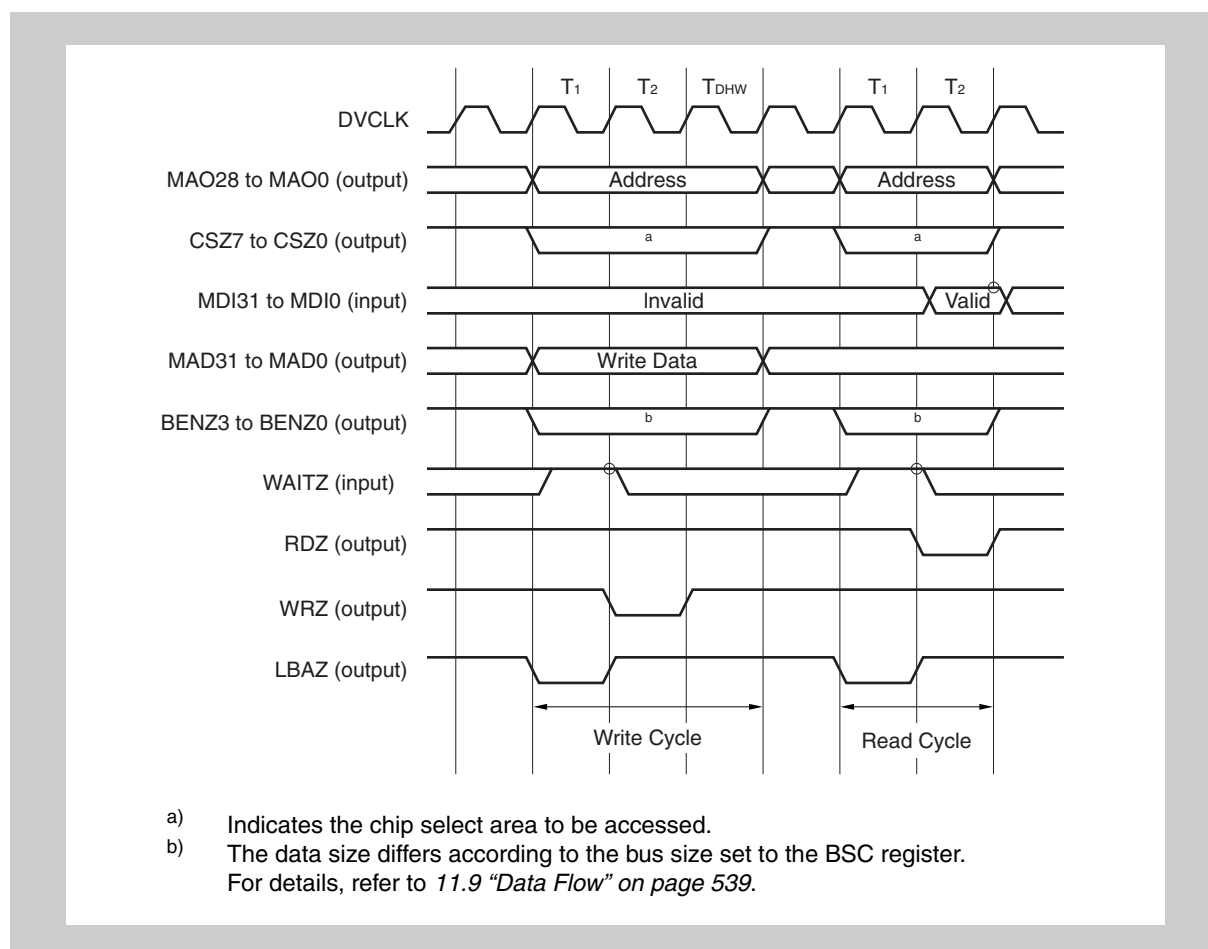 T1 T2 TDHW T1 T2
DVCLK
MAO28 to MAO0 (output) Address Address
CSZ7 to CSZ0 (output) a a
MDI31 to MDI0 (input) Invalid Valid
MAD31 to MAD0 (output) Write Data
BENZ3 to BENZ0 (output) b b
WAITZ (input)
RDZ (output)
WRZ (output)
LBAZ (output)
Write Cycle Read Cycle
a) Indicates the chip select area to be accessed.
b) The data size differs according to the bus size set to the BSC register.
For details, refer to 11.9 “Data Flow” on page 539.